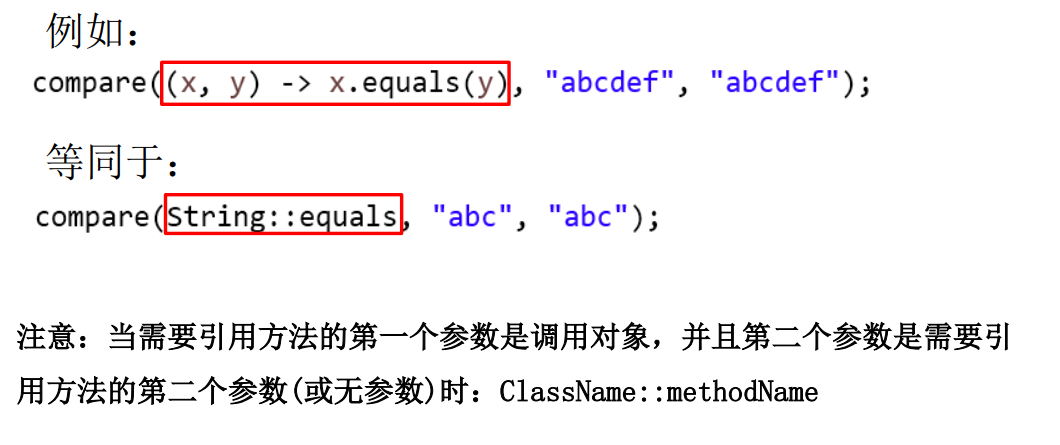 例如：
compare((x, y) -> x.equals(y), "abcdef", "abcdef");
等同于：
compare(String::equals, "abc", "abc");
注意：当需要引用方法的第一个参数是调用对象，并且第二个参数是需要引
用方法的第二个参数(或无参数)时：ClassName::methodName